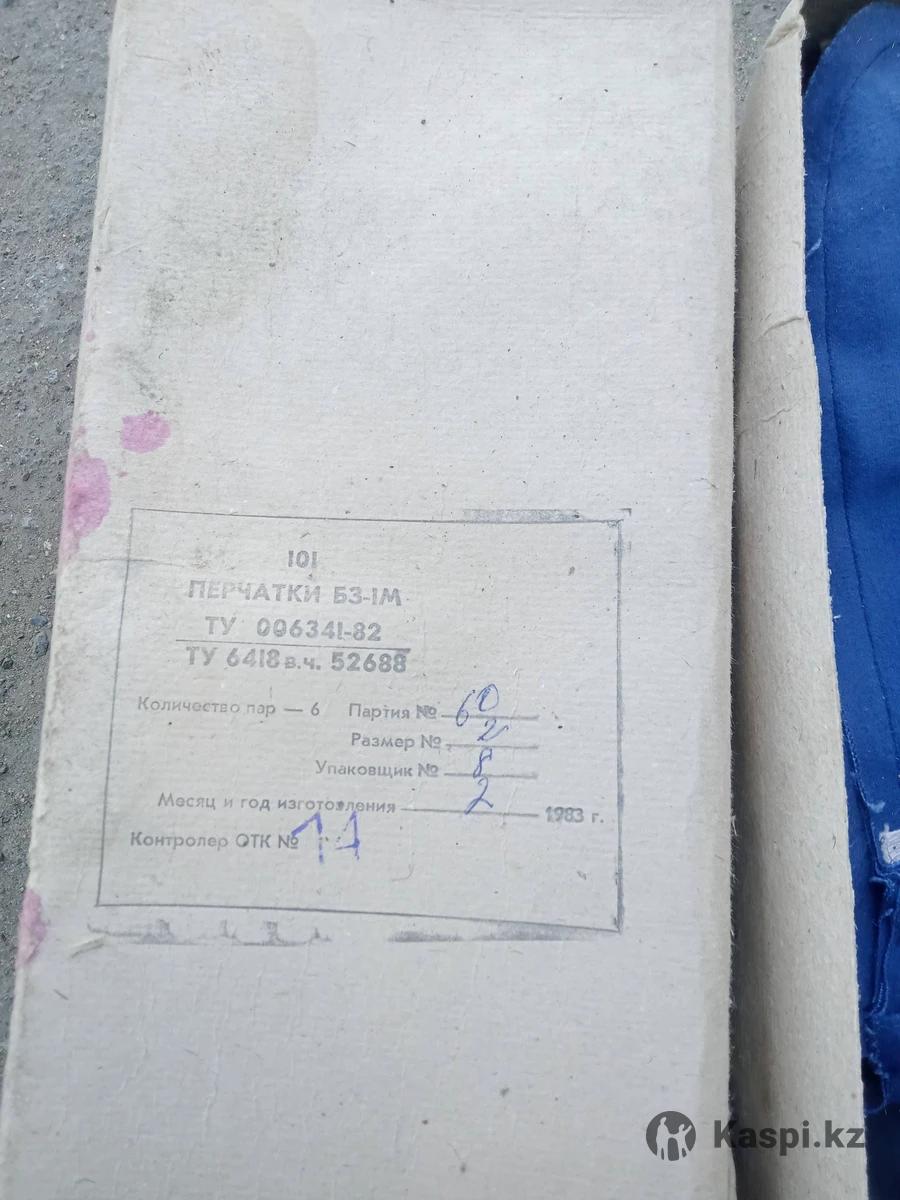 101
ПЕРЧАТКИ БЗ-1М
ТУ 006341-82
ТУ 6418 в.ч. 52688
Количество пар — 6 Партия № 60
Размер № 2
Упаковщик № 8
Месяц и год изготовления 2 1983 г.
Контролер ОТК № 11
Kaspi.kz